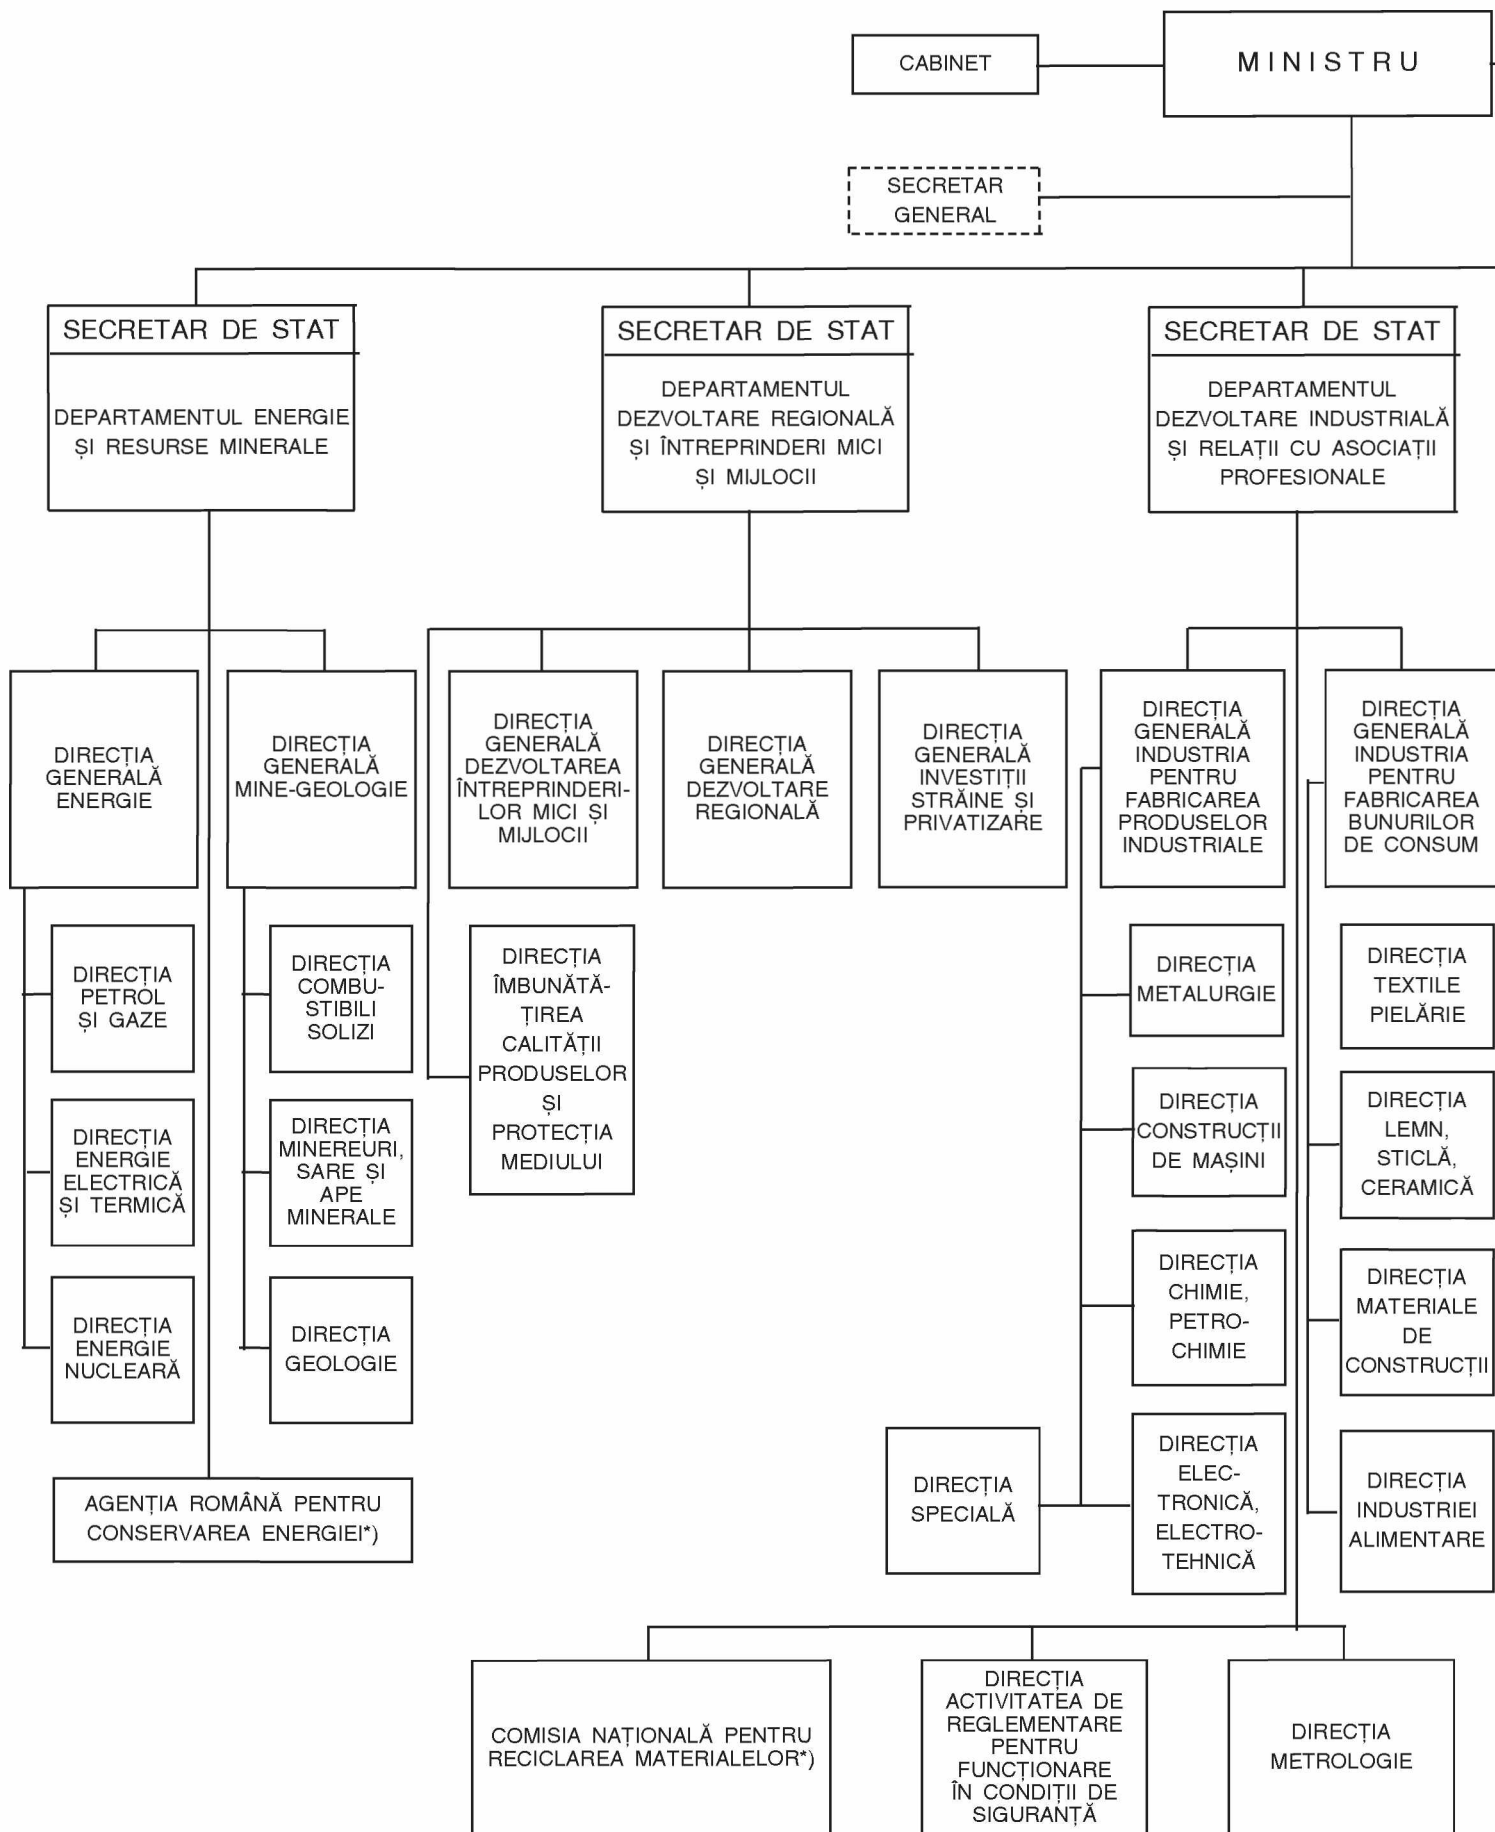 CABINET
MINISTRU
SECRETAR
GENERAL
SECRETAR DE STAT
DEPARTAMENTUL ENERGIE
ȘI RESURSE MINERALE
SECRETAR DE STAT
DEPARTAMENTUL
DEZVOLTARE REGIONALĂ
ȘI ÎNTREPRINDERI MICI
ȘI MIJLOCII
SECRETAR DE STAT
DEPARTAMENTUL
DEZVOLTARE INDUSTRIALĂ
ȘI RELAȚII CU ASOCIAȚII
PROFESIONALE
DIRECȚIA
GENERALĂ
ENERGIE
DIRECȚIA
GENERALĂ
MINE-GEOLOGIE
DIRECȚIA
GENERALĂ
DEZVOLTAREA
ÎNTREPRINDERI-
LOR MICI ȘI
MIJLOCII
DIRECȚIA
GENERALĂ
DEZVOLTARE
REGIONALĂ
DIRECȚIA
GENERALĂ
INVESTIȚII
STRĂINE ȘI
PRIVATIZARE
DIRECȚIA
GENERALĂ
INDUSTRIA
PENTRU
FABRICAREA
PRODUSELOR
INDUSTRIALE
DIRECȚIA
GENERALĂ
INDUSTRIA
PENTRU
FABRICAREA
BUNURILOR
DE CONSUM
DIRECȚIA
PETROL
ȘI GAZE
DIRECȚIA
COMBU-
STIBILI
SOLIZI
DIRECȚIA
ÎMBUNĂTĂ-
ȚIREA
CALITĂȚII
PRODUSELOR
ȘI
PROTECȚIA
MEDIULUI
DIRECȚIA
METALURGIE
DIRECȚIA
TEXTILE
PIELĂRIE
DIRECȚIA
ENERGIE
ELECTRICĂ
ȘI TERMICĂ
DIRECȚIA
MINEREURI,
SARE ȘI
APE
MINERALE
DIRECȚIA
CONSTRUCȚII
DE MAȘINI
DIRECȚIA
LEMN,
STICLĂ,
CERAMICĂ
DIRECȚIA
ENERGIE
NUCLEARĂ
DIRECȚIA
GEOLOGIE
DIRECȚIA
CHIMIE,
PETRO-
CHIMIE
DIRECȚIA
MATERIALE
DE
CONSTRUCȚII
AGENȚIA ROMÂNĂ PENTRU
CONSERVAREA ENERGIEI*)
DIRECȚIA
SPECIALĂ
DIRECȚIA
ELEC-
TRONICĂ,
ELECTRO-
TEHNICĂ
DIRECȚIA
INDUSTRIEI
ALIMENTARE
COMISIA NAȚIONALĂ PENTRU
RECICLAREA MATERIALELOR*)
DIRECȚIA
ACTIVITATEA DE
REGLEMENTARE
PENTRU
FUNCȚIONARE
ÎN CONDIȚII DE
SIGURANȚĂ
DIRECȚIA
METROLOGIE